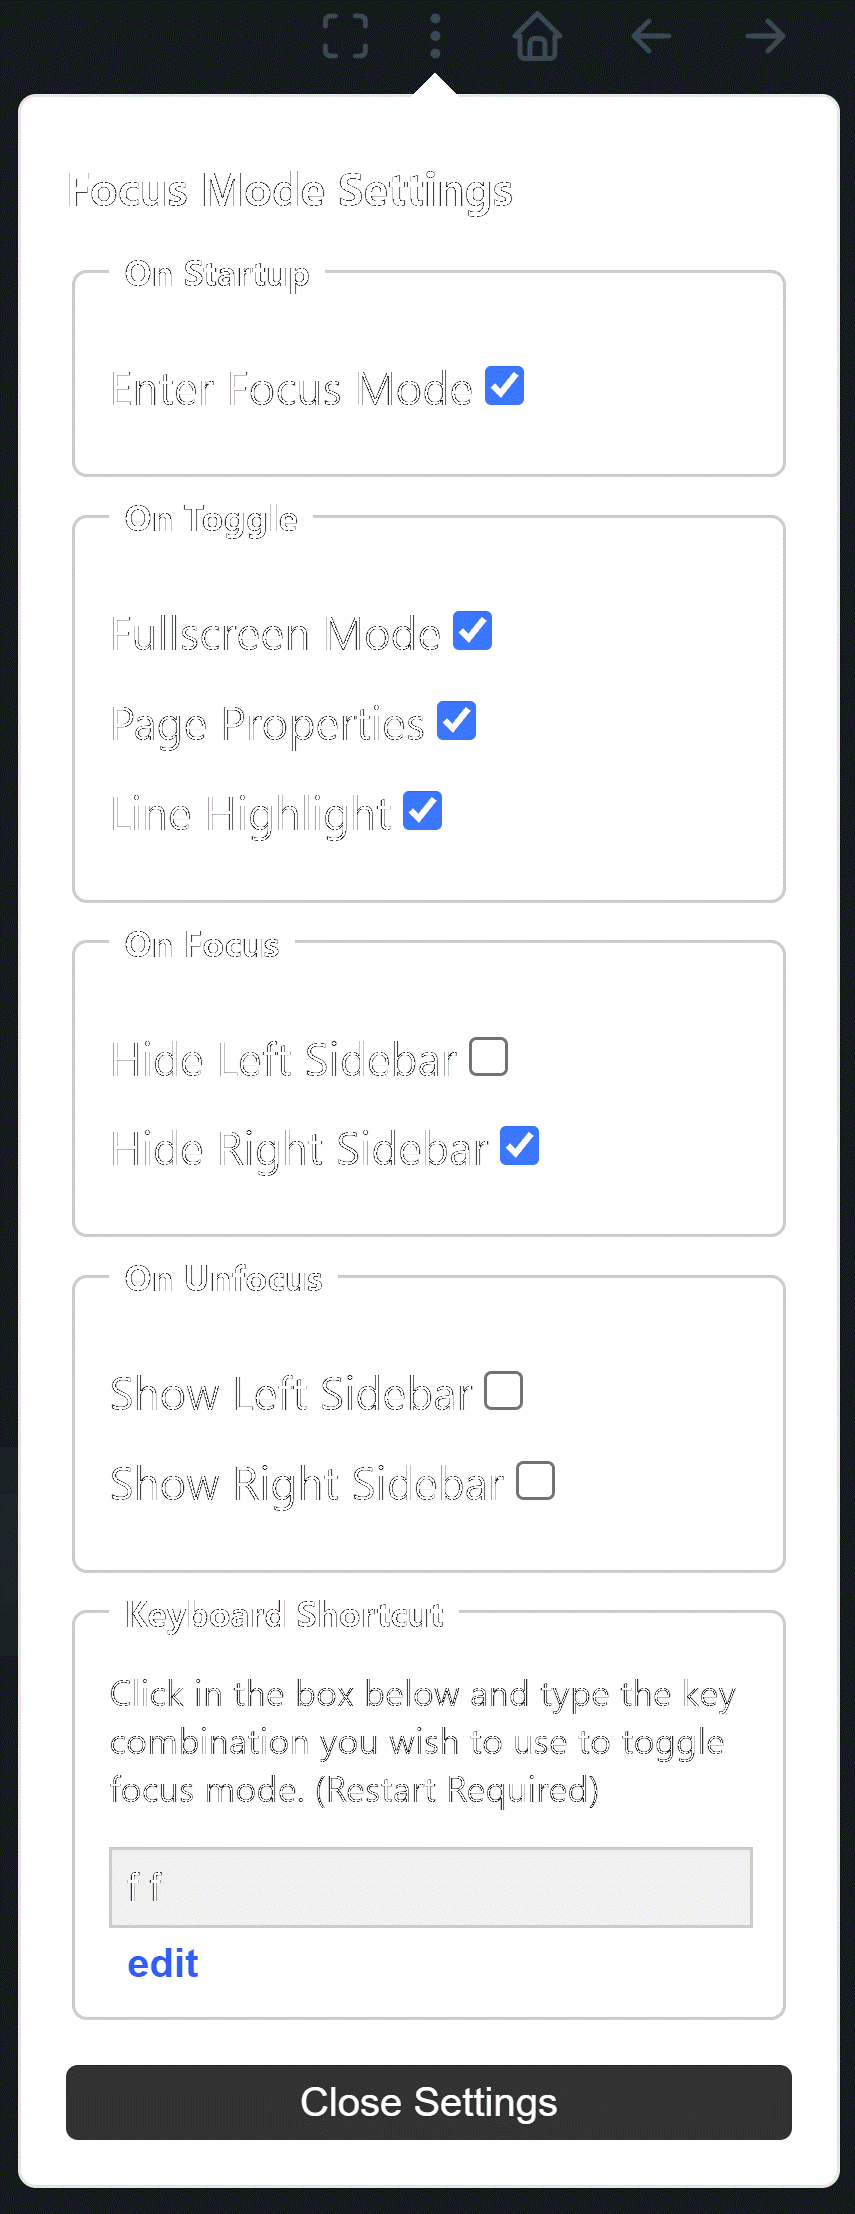 Focus Mode Settings
On Startup
Enter Focus Mode
On Toggle
Fullscreen Mode
Page Properties
Line Highlight
On Focus
Hide Left Sidebar
Hide Right Sidebar
On Unfocus
Show Left Sidebar
Show Right Sidebar
Keyboard Shortcut
Click in the box below and type the key
combination you wish to use to toggle
focus mode. (Restart Required)
f f
edit
Close Settings